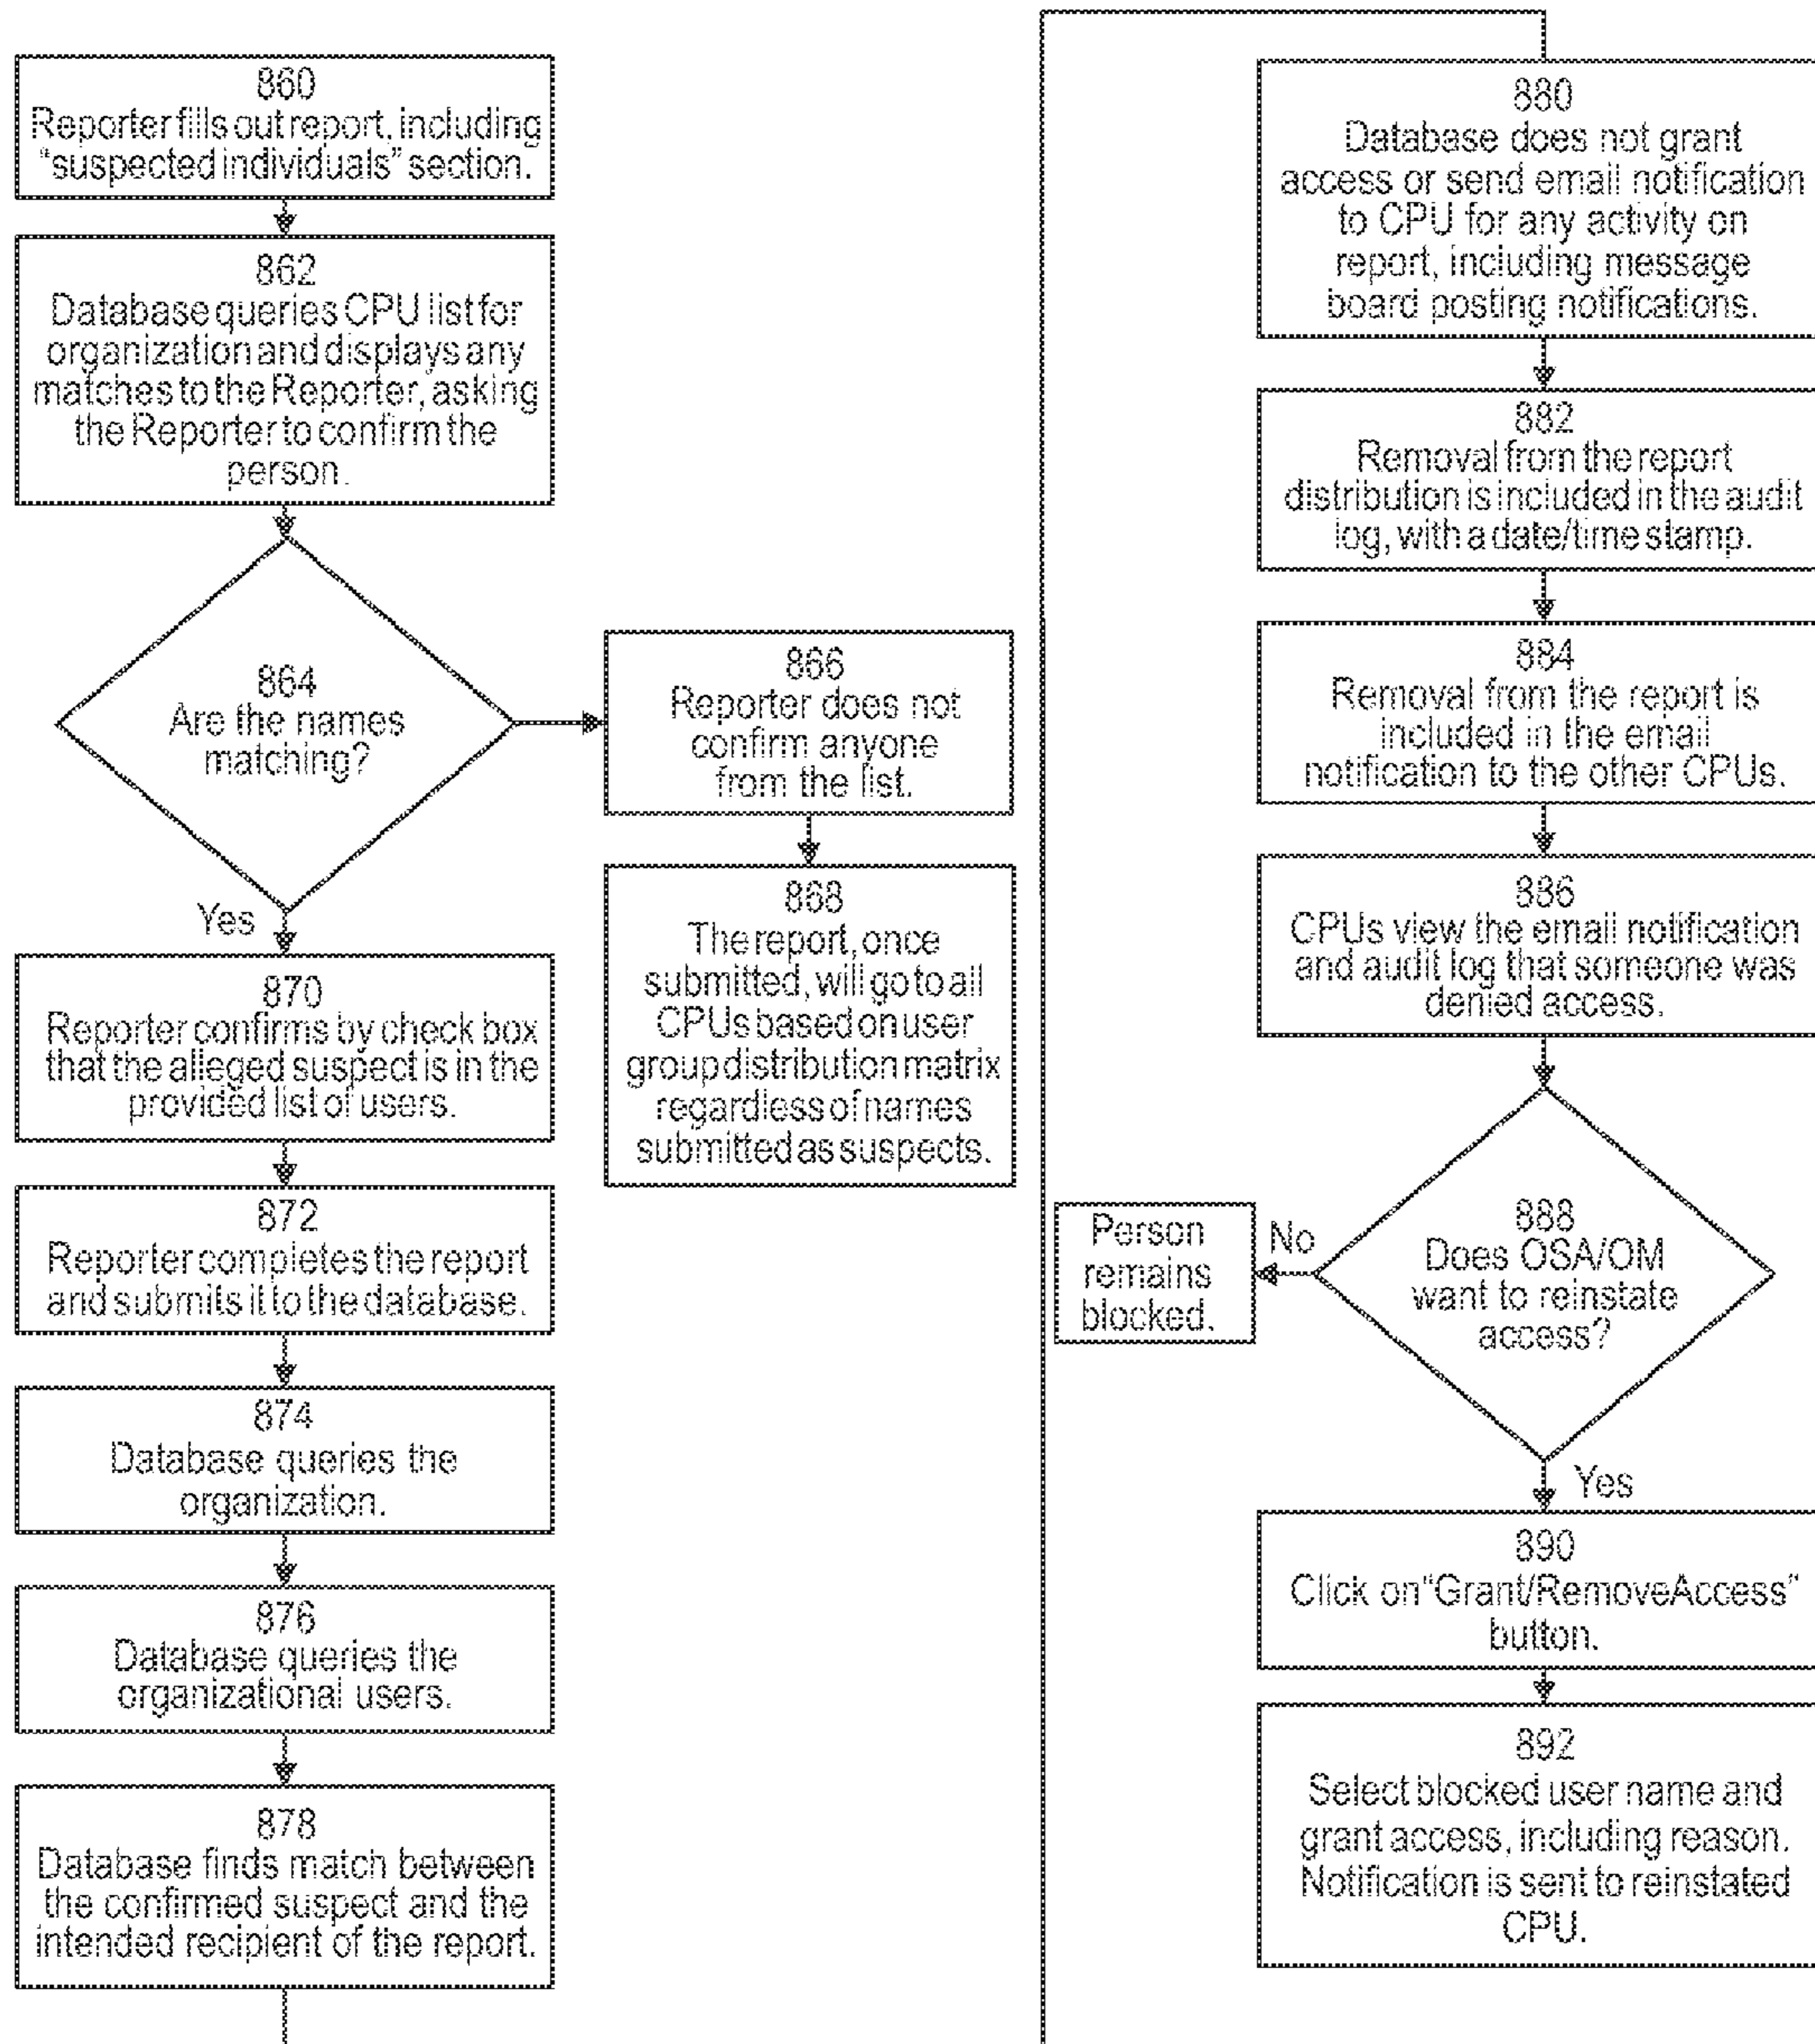 860
Reporter fills out report, including
"suspected individuals" section.
862
Database queries CPU list for
organization and displays any
matches to the Reporter, asking
the Reporter to confirm the
person.
864
Are the names
matching?
866
Reporter does not
confirm anyone
from the list.
868
The report, once
submitted, will go to all
CPUs based on user
group distribution matrix
regardless of names
submitted as suspects.
Yes
870
Reporter confirms by check box
that the alleged suspect is in the
provided list of users.
872
Reporter completes the report
and submits it to the database.
874
Database queries the
organization.
876
Database queries the
organizational users.
878
Database finds match between
the confirmed suspect and the
intended recipient of the report.
880
Database does not grant
access or send email notification
to CPU for any activity on
report, including message
board posting notifications.
882
Removal from the report
distribution is included in the audit
log, with a date/time stamp.
884
Removal from the report is
included in the email
notification to the other CPUs.
886
CPUs view the email notification
and audit log that someone was
denied access.
888
Does OSA/OM
want to reinstate
access?
No
Person
remains
blocked.
Yes
890
Click on "Grant/RemoveAccess"
button.
892
Select blocked user name and
grant access, including reason.
Notification is sent to reinstated
CPU.